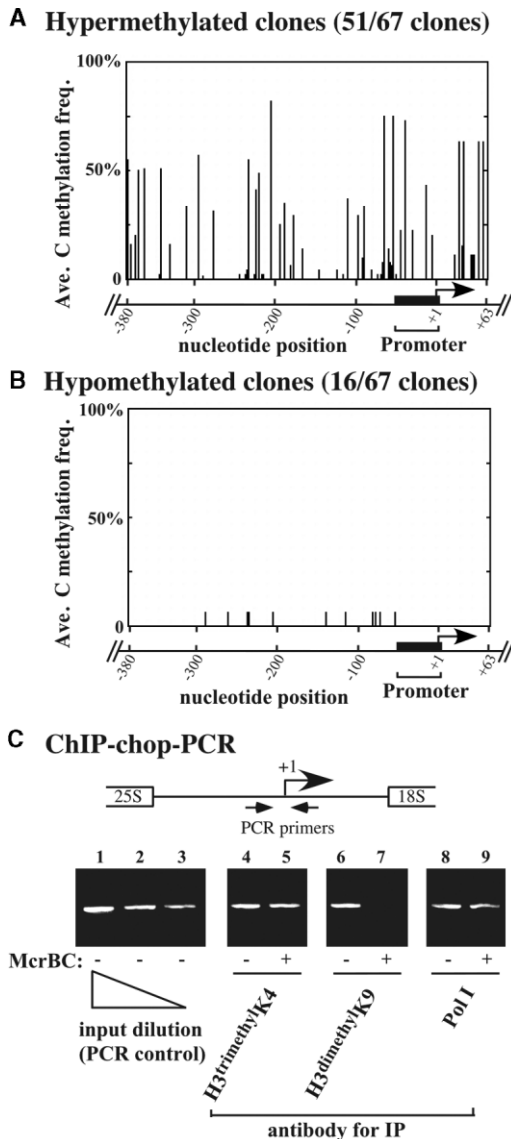 A Hypermethylated clones (51/67 clones)
Ave. C methylation freq.
100%
50%
0
-380
-300
-200
-100
+1
+63
nucleotide position
Promoter
B Hypomethylated clones (16/67 clones)
Ave. C methylation freq.
100%
50%
0
-380
-300
-200
-100
+1
+63
nucleotide position
Promoter
C ChIP-chop-PCR
+1
25S
18S
PCR primers
1 2 3 4 5 6 7 8 9
McrBC: - - - - + - + - +
input dilution
(PCR control)
H3trimethylK4
H3dimethylK9
Pol I
antibody for IP